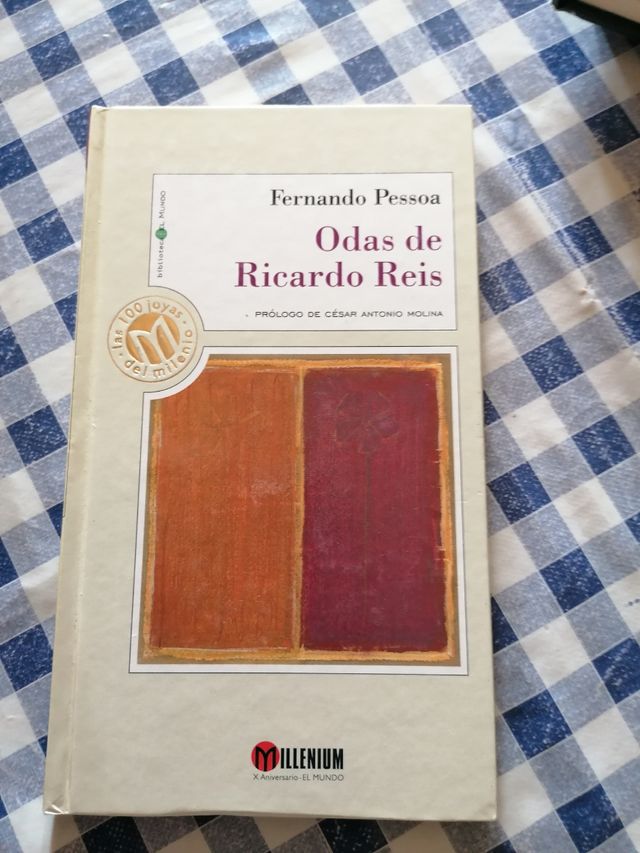 Fernando Pessoa
Odas de
Ricardo Reis
PRÓLOGO DE CÉSAR ANTONIO MOLINA
biblioteca EL MUNDO
las 100 joyas
M
del milenio
MILLENIUM
X Aniversario - EL MUNDO